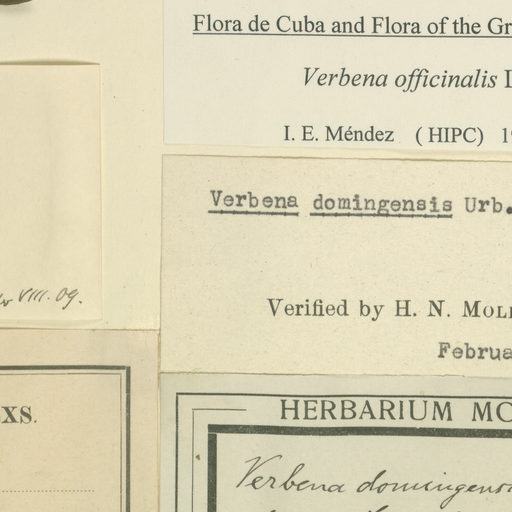 Flora de Cuba and Flora of the Gr
Verbena officinalis L
I. E. Méndez (HIPC) 19
Verbena domingensis Urb.
Verified by H. N. MOL
Februa
VIII. 09.
XS.
HERBARIUM MO
Verbena domingens